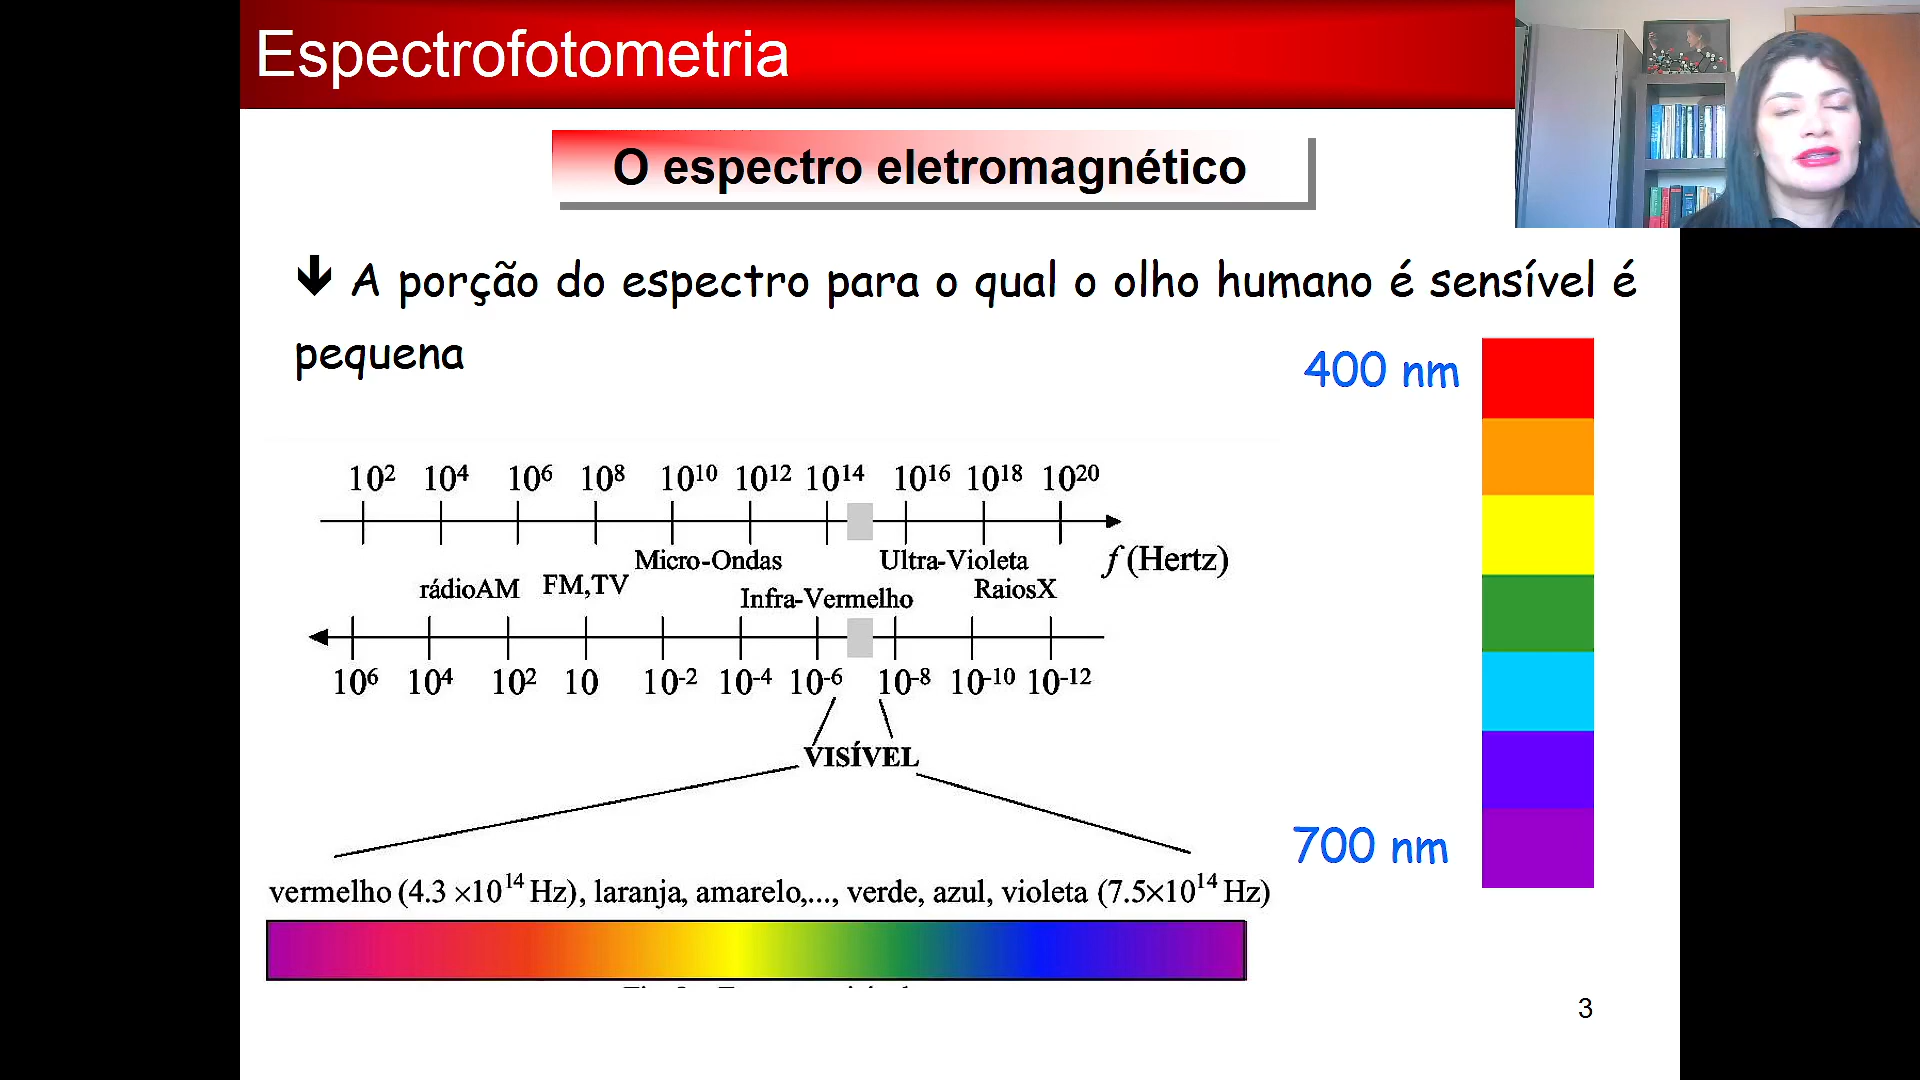 Espectrofotometria
O espectro eletromagnético
🡳 A porção do espectro para o qual o olho humano é sensível é
pequena
400 nm
10² 10⁴ 10⁶ 10⁸ 10¹⁰ 10¹² 10¹⁴ 10¹⁶ 10¹⁸ 10²⁰
Micro-Ondas Ultra-Violeta f (Hertz)
rádioAM FM,TV Infra-Vermelho RaiosX
10⁶ 10⁴ 10² 10 10⁻² 10⁻⁴ 10⁻⁶ 10⁻⁸ 10⁻¹⁰ 10⁻¹²
VISÍVEL
700 nm
vermelho (4.3 ×10¹⁴ Hz), laranja, amarelo,..., verde, azul, violeta (7.5×10¹⁴ Hz)
3